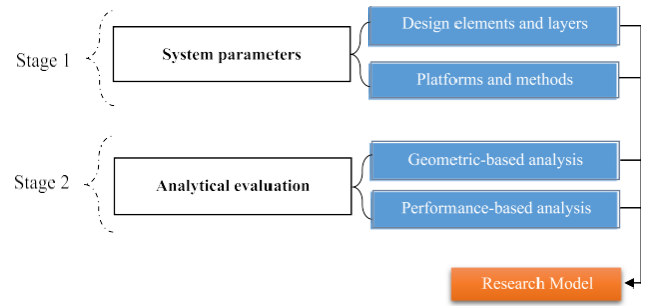 Stage 1
System parameters
Design elements and layers
Platforms and methods
Stage 2
Analytical evaluation
Geometric-based analysis
Performance-based analysis
Research Model